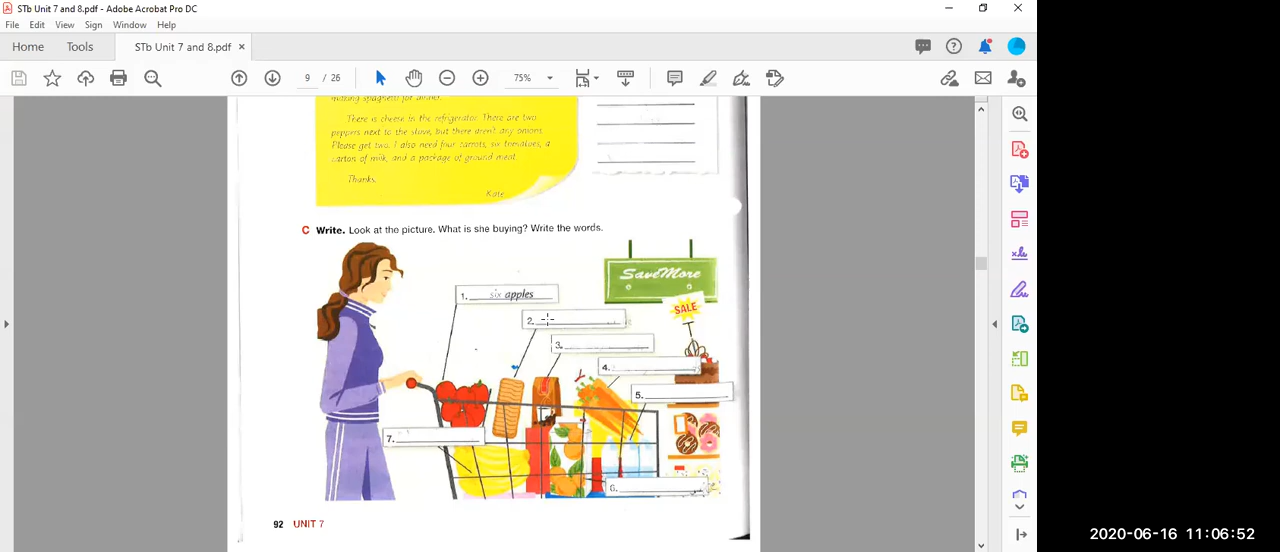 STb Unit 7 and 8.pdf - Adobe Acrobat Pro DC
File Edit View Sign Window Help
Home Tools STb Unit 7 and 8.pdf ×
9 / 26 75%
making spaghetti for dinner.
There is cheese in the refrigerator. There are two
peppers next to the stove, but there aren't any onions.
Please get two. I also need four carrots, six tomatoes, a
carton of milk, and a package of ground meat.
Thanks,
Kate
C Write. Look at the picture. What is she buying? Write the words.
SaveMore
SALE
1. six apples
2.
3.
4.
5.
7.
6.
92 UNIT 7
2020-06-16 11:06:52